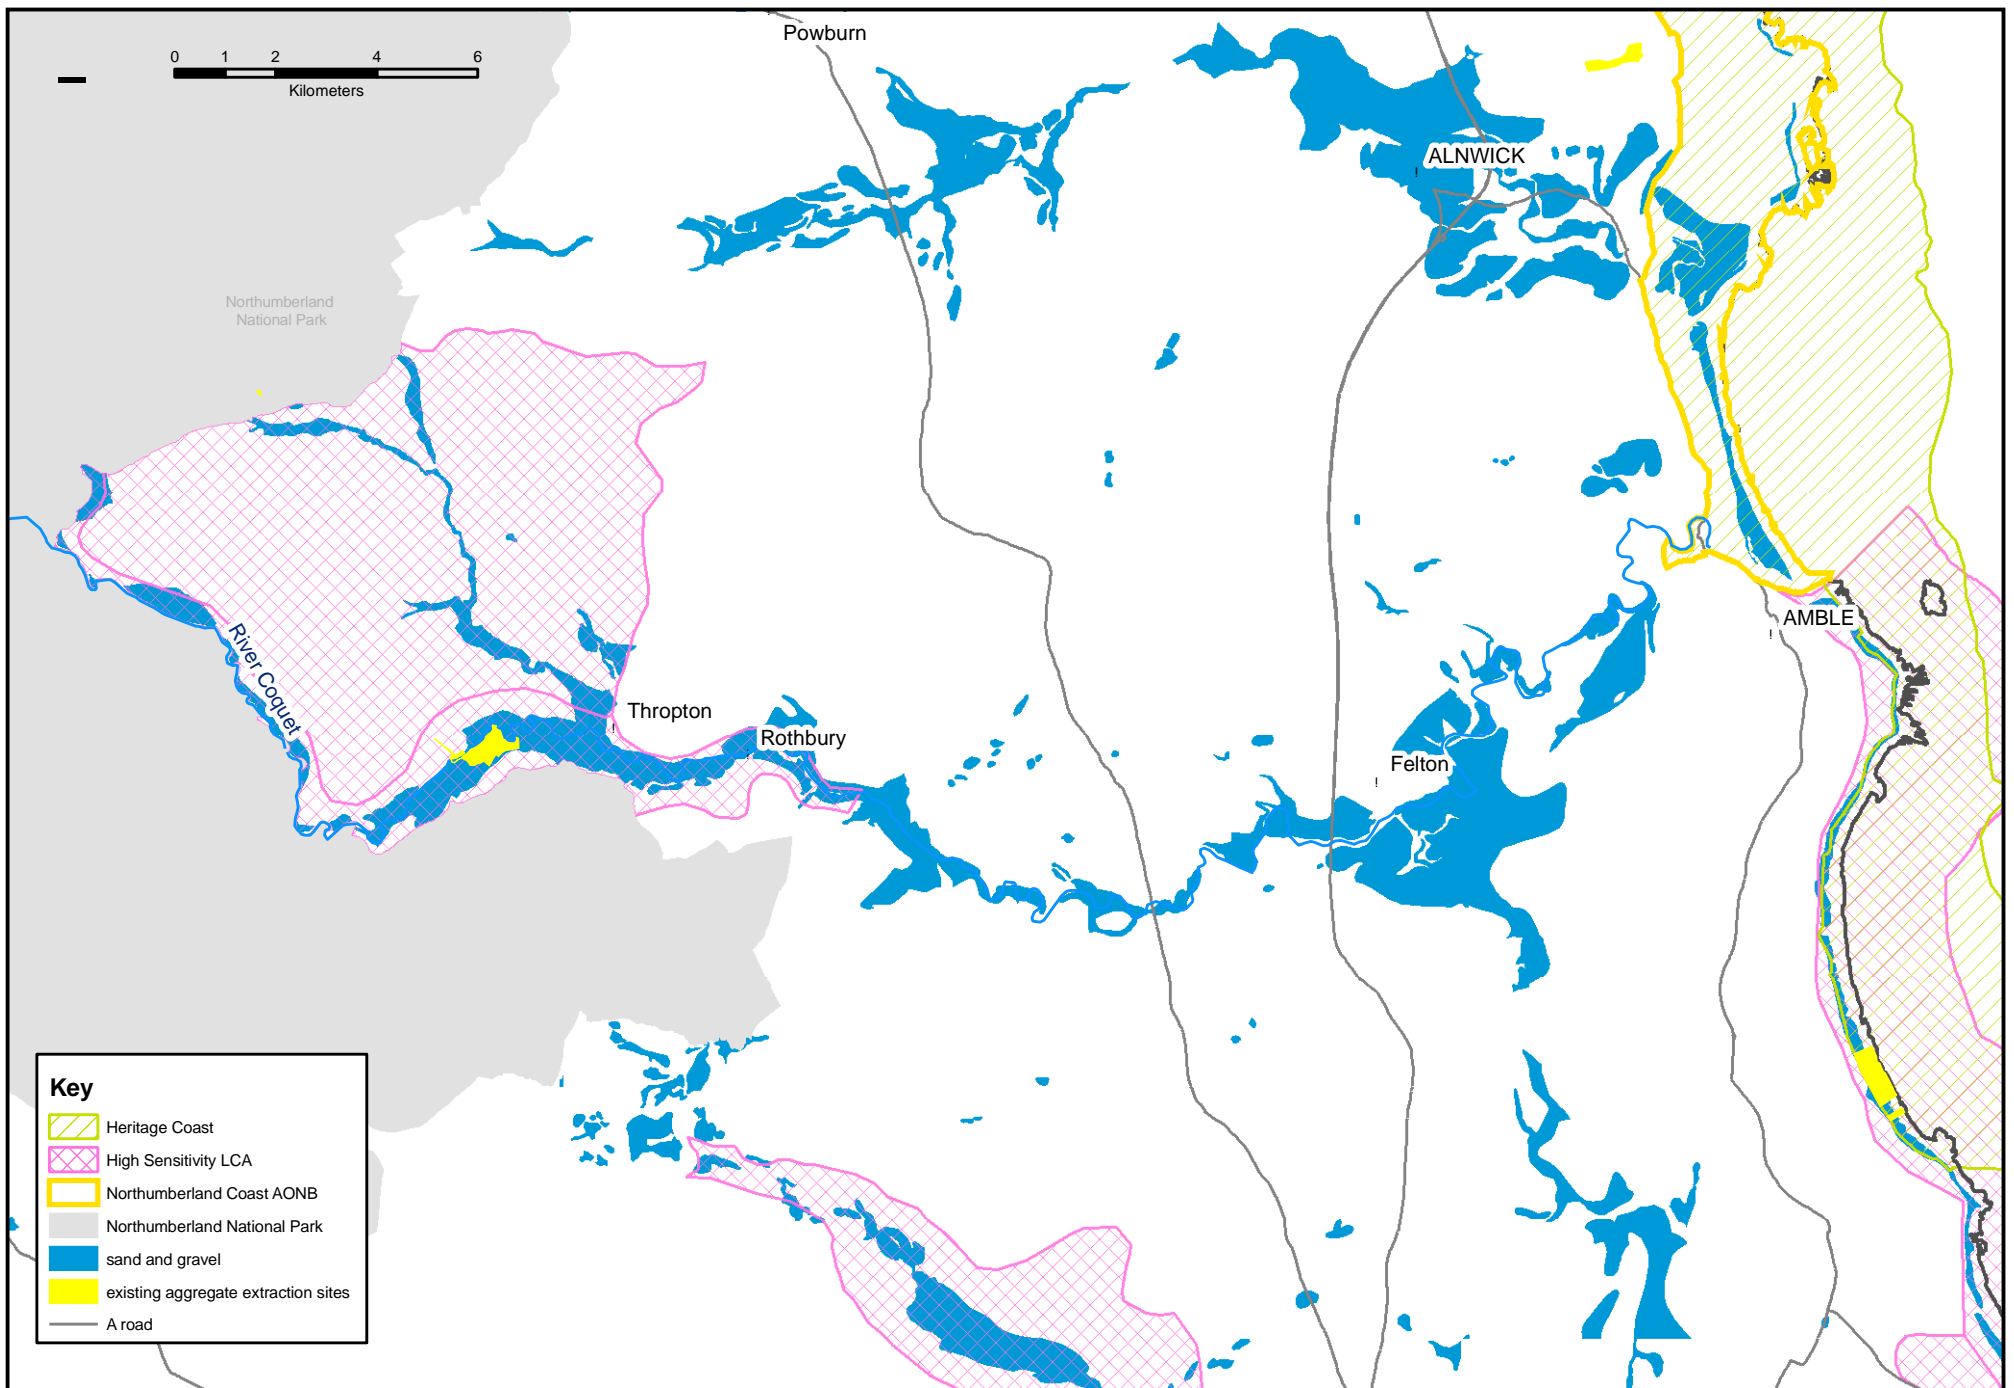 Powburn
0 1 2 4 6
Kilometers
ALNWICK
Northumberland
National Park
River Coquet
AMBLE
Thropton
Rothbury
Felton
Key
Heritage Coast
High Sensitivity LCA
Northumberland Coast AONB
Northumberland National Park
sand and gravel
existing aggregate extraction sites
A road